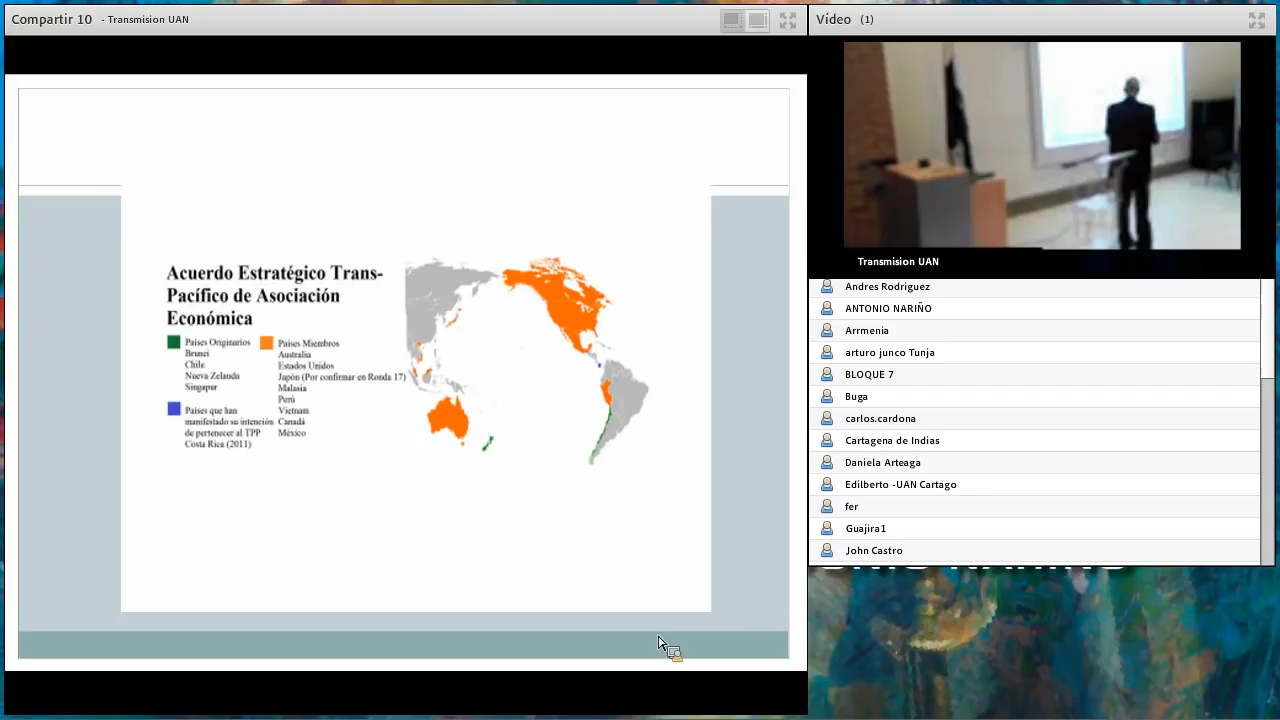 Compartir 10 - Transmision UAN
Acuerdo Estratégico Trans-
Pacífico de Asociación
Económica
Países Originarios
Brunei
Chile
Nueva Zelanda
Singapur
Países que han
manifestado su intención
de pertenecer al TPP
Costa Rica (2011)
Países Miembros
Australia
Estados Unidos
Japón (Por confirmar en Ronda 17)
Malasia
Perú
Vietnam
Canadá
México
Vídeo (1)
Transmision UAN
Andres Rodriguez
ANTONIO NARIÑO
Arrmenia
arturo junco Tunja
BLOQUE 7
Buga
carlos.cardona
Cartagena de Indias
Daniela Arteaga
Edilberto -UAN Cartago
fer
Guajira1
John Castro